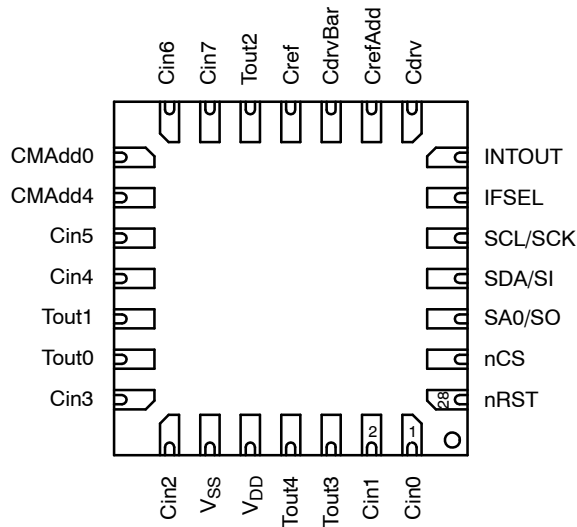 Cin6
Cin7
Tout2
Cref
CdrvBar
CrefAdd
Cdrv
CMAdd0
CMAdd4
Cin5
Cin4
Tout1
Tout0
Cin3
INTOUT
IFSEL
SCL/SCK
SDA/SI
SA0/SO
nCS
nRST
28
2
1
Cin2
VSS
VDD
Tout4
Tout3
Cin1
Cin0